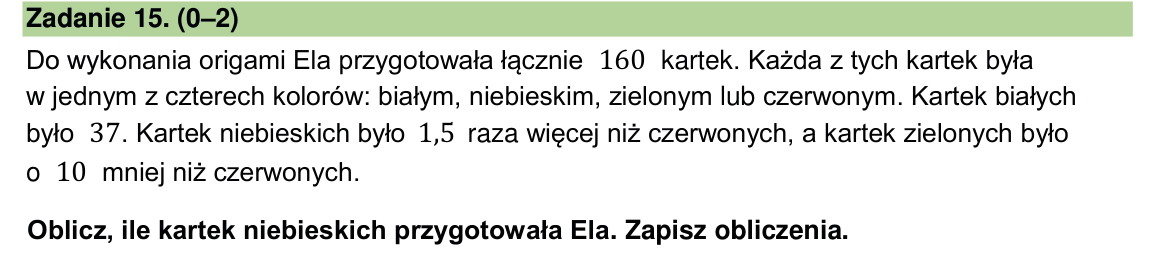 Zadanie 15. (0–2)
Do wykonania origami Ela przygotowała łącznie 160 kartek. Każda z tych kartek była
w jednym z czterech kolorów: białym, niebieskim, zielonym lub czerwonym. Kartek białych
było 37. Kartek niebieskich było 1,5 raza więcej niż czerwonych, a kartek zielonych było
o 10 mniej niż czerwonych.
Oblicz, ile kartek niebieskich przygotowała Ela. Zapisz obliczenia.